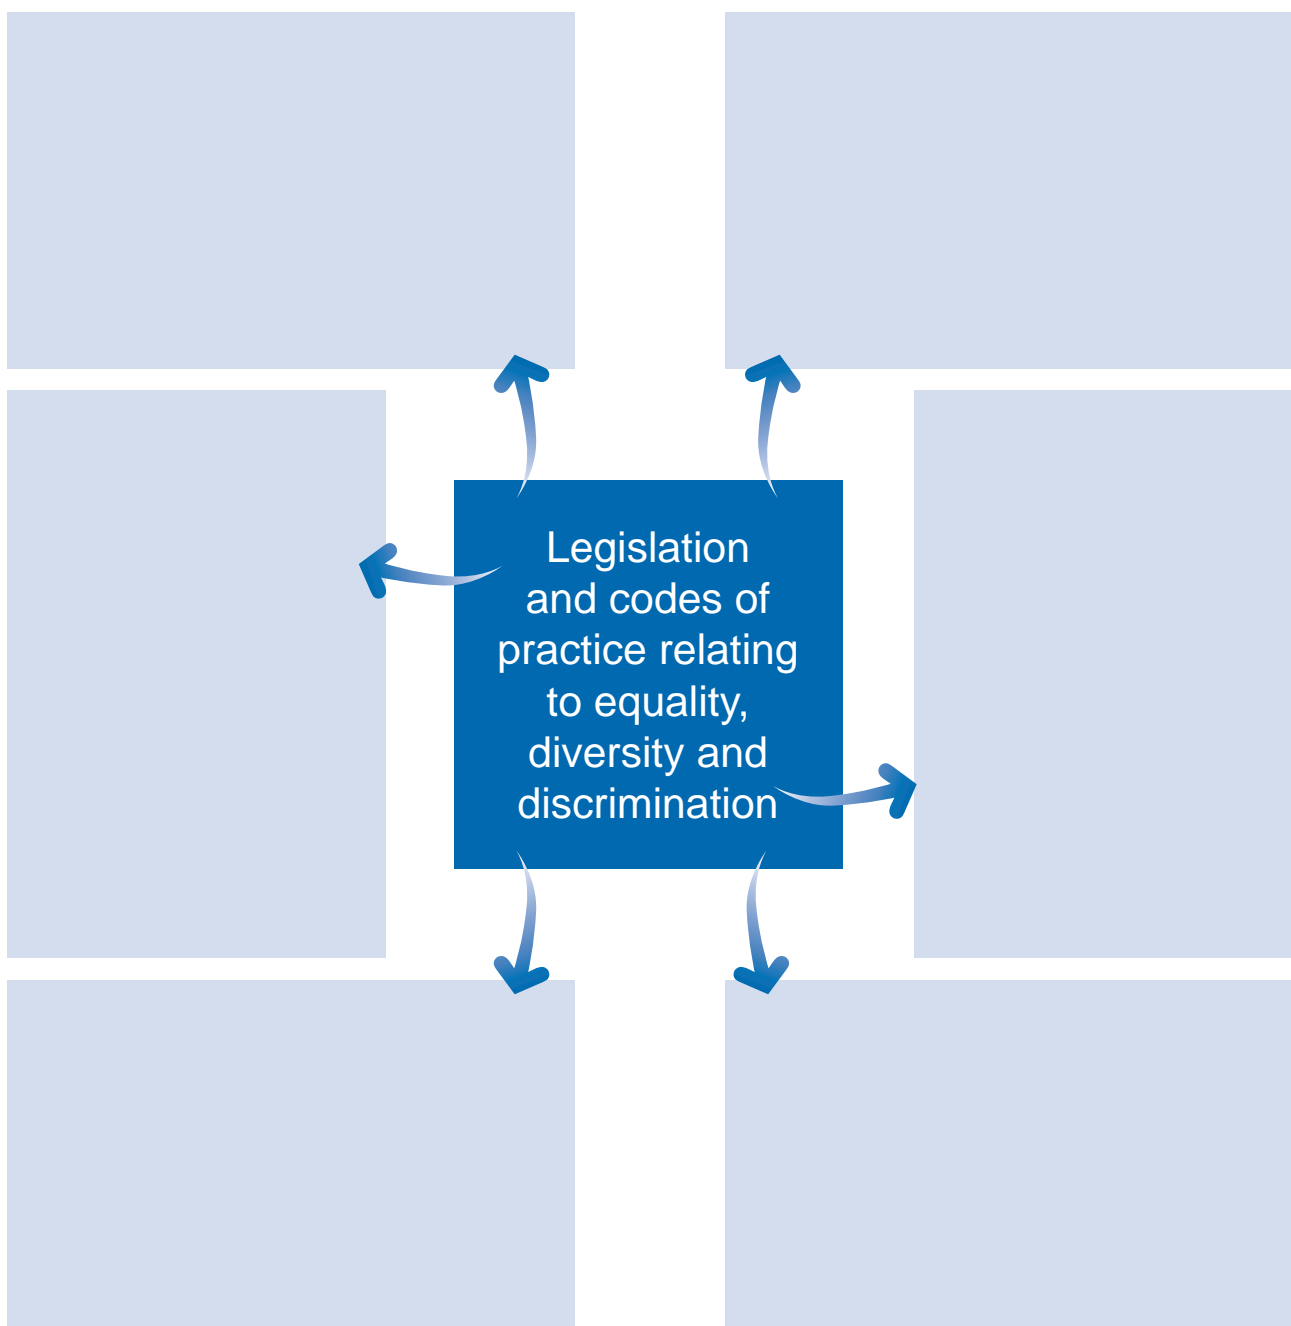 Legislation
and codes of
practice relating
to equality,
diversity and
discrimination